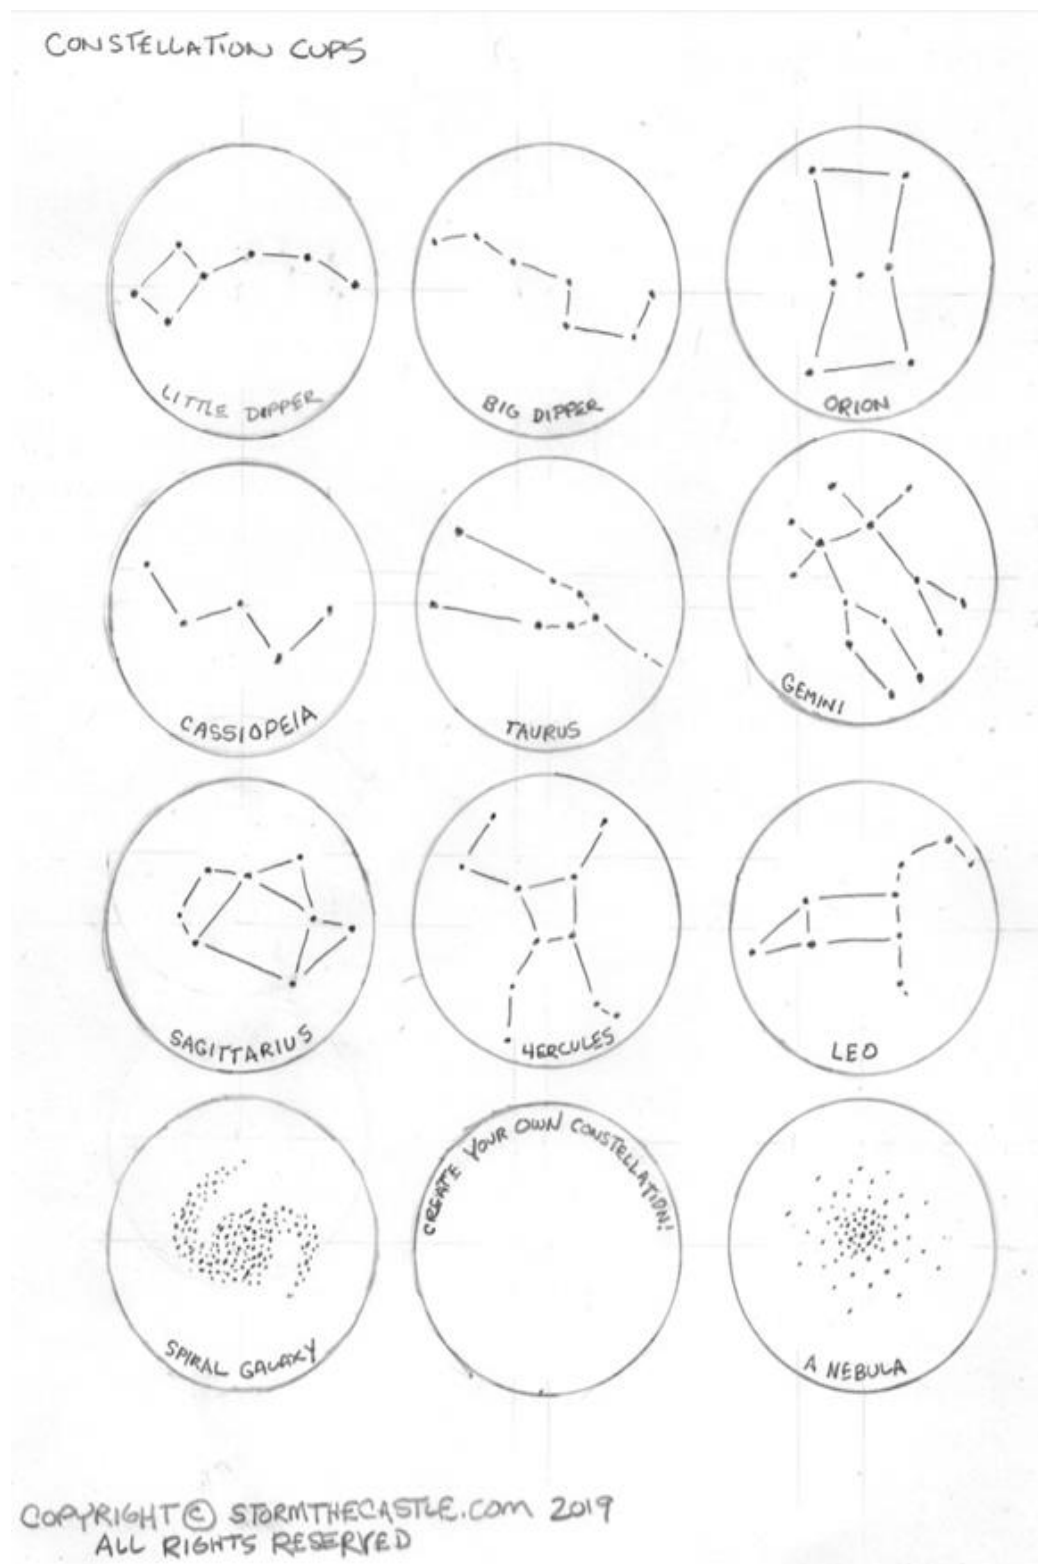 CONSTELLATION CUPS
LITTLE DIPPER
BIG DIPPER
ORION
CASSIOPEIA
TAURUS
GEMINI
SAGITTARIUS
HERCULES
LEO
SPIRAL GALAXY
CREATE YOUR OWN CONSTELLATION!
A NEBULA
COPYRIGHT © STORMTHECASTLE.COM 2019
ALL RIGHTS RESERVED